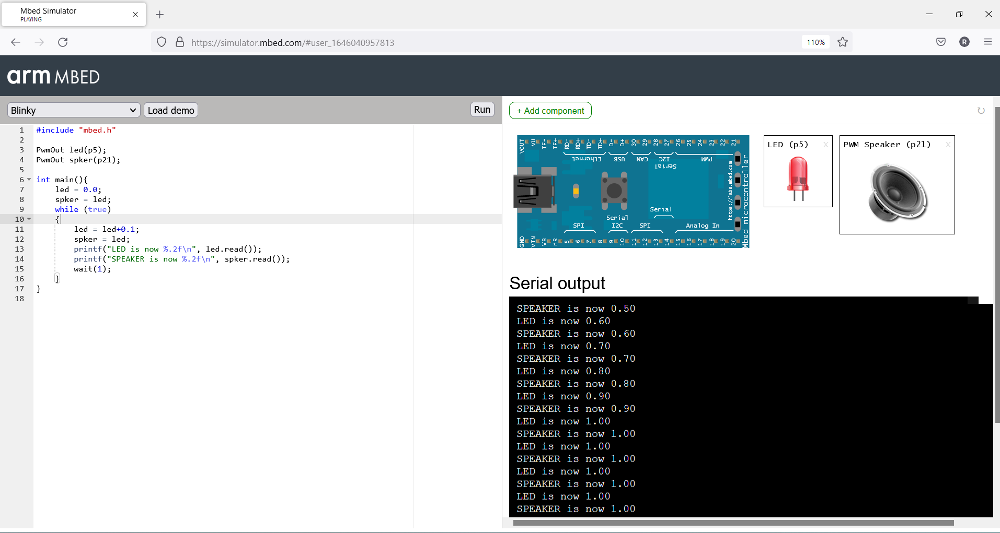 Mbed Simulator
PLAYING
https://simulator.mbed.com/#user_1646040957813
110%
R
arm MBED
Blinky
Load demo
Run
+ Add component
1 #include "mbed.h"
2
3 PwmOut led(p5);
4 PwmOut spker(p21);
5
6 int main(){
7 led = 0.0;
8 spker = led;
9 while (true)
10 {
11 led = led+0.1;
12 spker = led;
13 printf("LED is now %.2f\n", led.read());
14 printf("SPEAKER is now %.2f\n", spker.read());
15 wait(1);
16 }
17 }
18
VOUT VU IF- IF+ RD- RD+ TD- TD+ D- D+ 30 29 28 27 26 25 24 23 22 21
Ethernet USB CAN I2C PWM
Serial
https://labs.mbed.com
Mbed microcontroller
Serial
Serial
SPI I2C SPI Analog In
GND VIN VB nR 5 6 7 8 9 10 11 12 13 14 15 16 17 18 19 20
LED (p5) x
PWM Speaker (p21) x
Serial output
SPEAKER is now 0.50
LED is now 0.60
SPEAKER is now 0.60
LED is now 0.70
SPEAKER is now 0.70
LED is now 0.80
SPEAKER is now 0.80
LED is now 0.90
SPEAKER is now 0.90
LED is now 1.00
SPEAKER is now 1.00
LED is now 1.00
SPEAKER is now 1.00
LED is now 1.00
SPEAKER is now 1.00
LED is now 1.00
SPEAKER is now 1.00